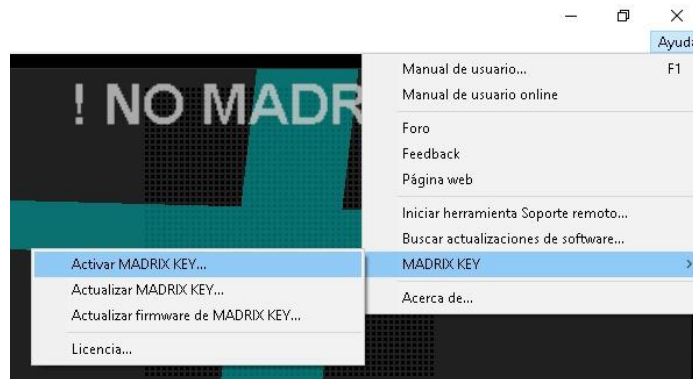 Ayuda
! NO MADR
Manual de usuario... F1
Manual de usuario online
Foro
Feedback
Página web
Iniciar herramienta Soporte remoto...
Buscar actualizaciones de software...
MADRIX KEY
Acerca de...
Activar MADRIX KEY...
Actualizar MADRIX KEY...
Actualizar firmware de MADRIX KEY...
Licencia...